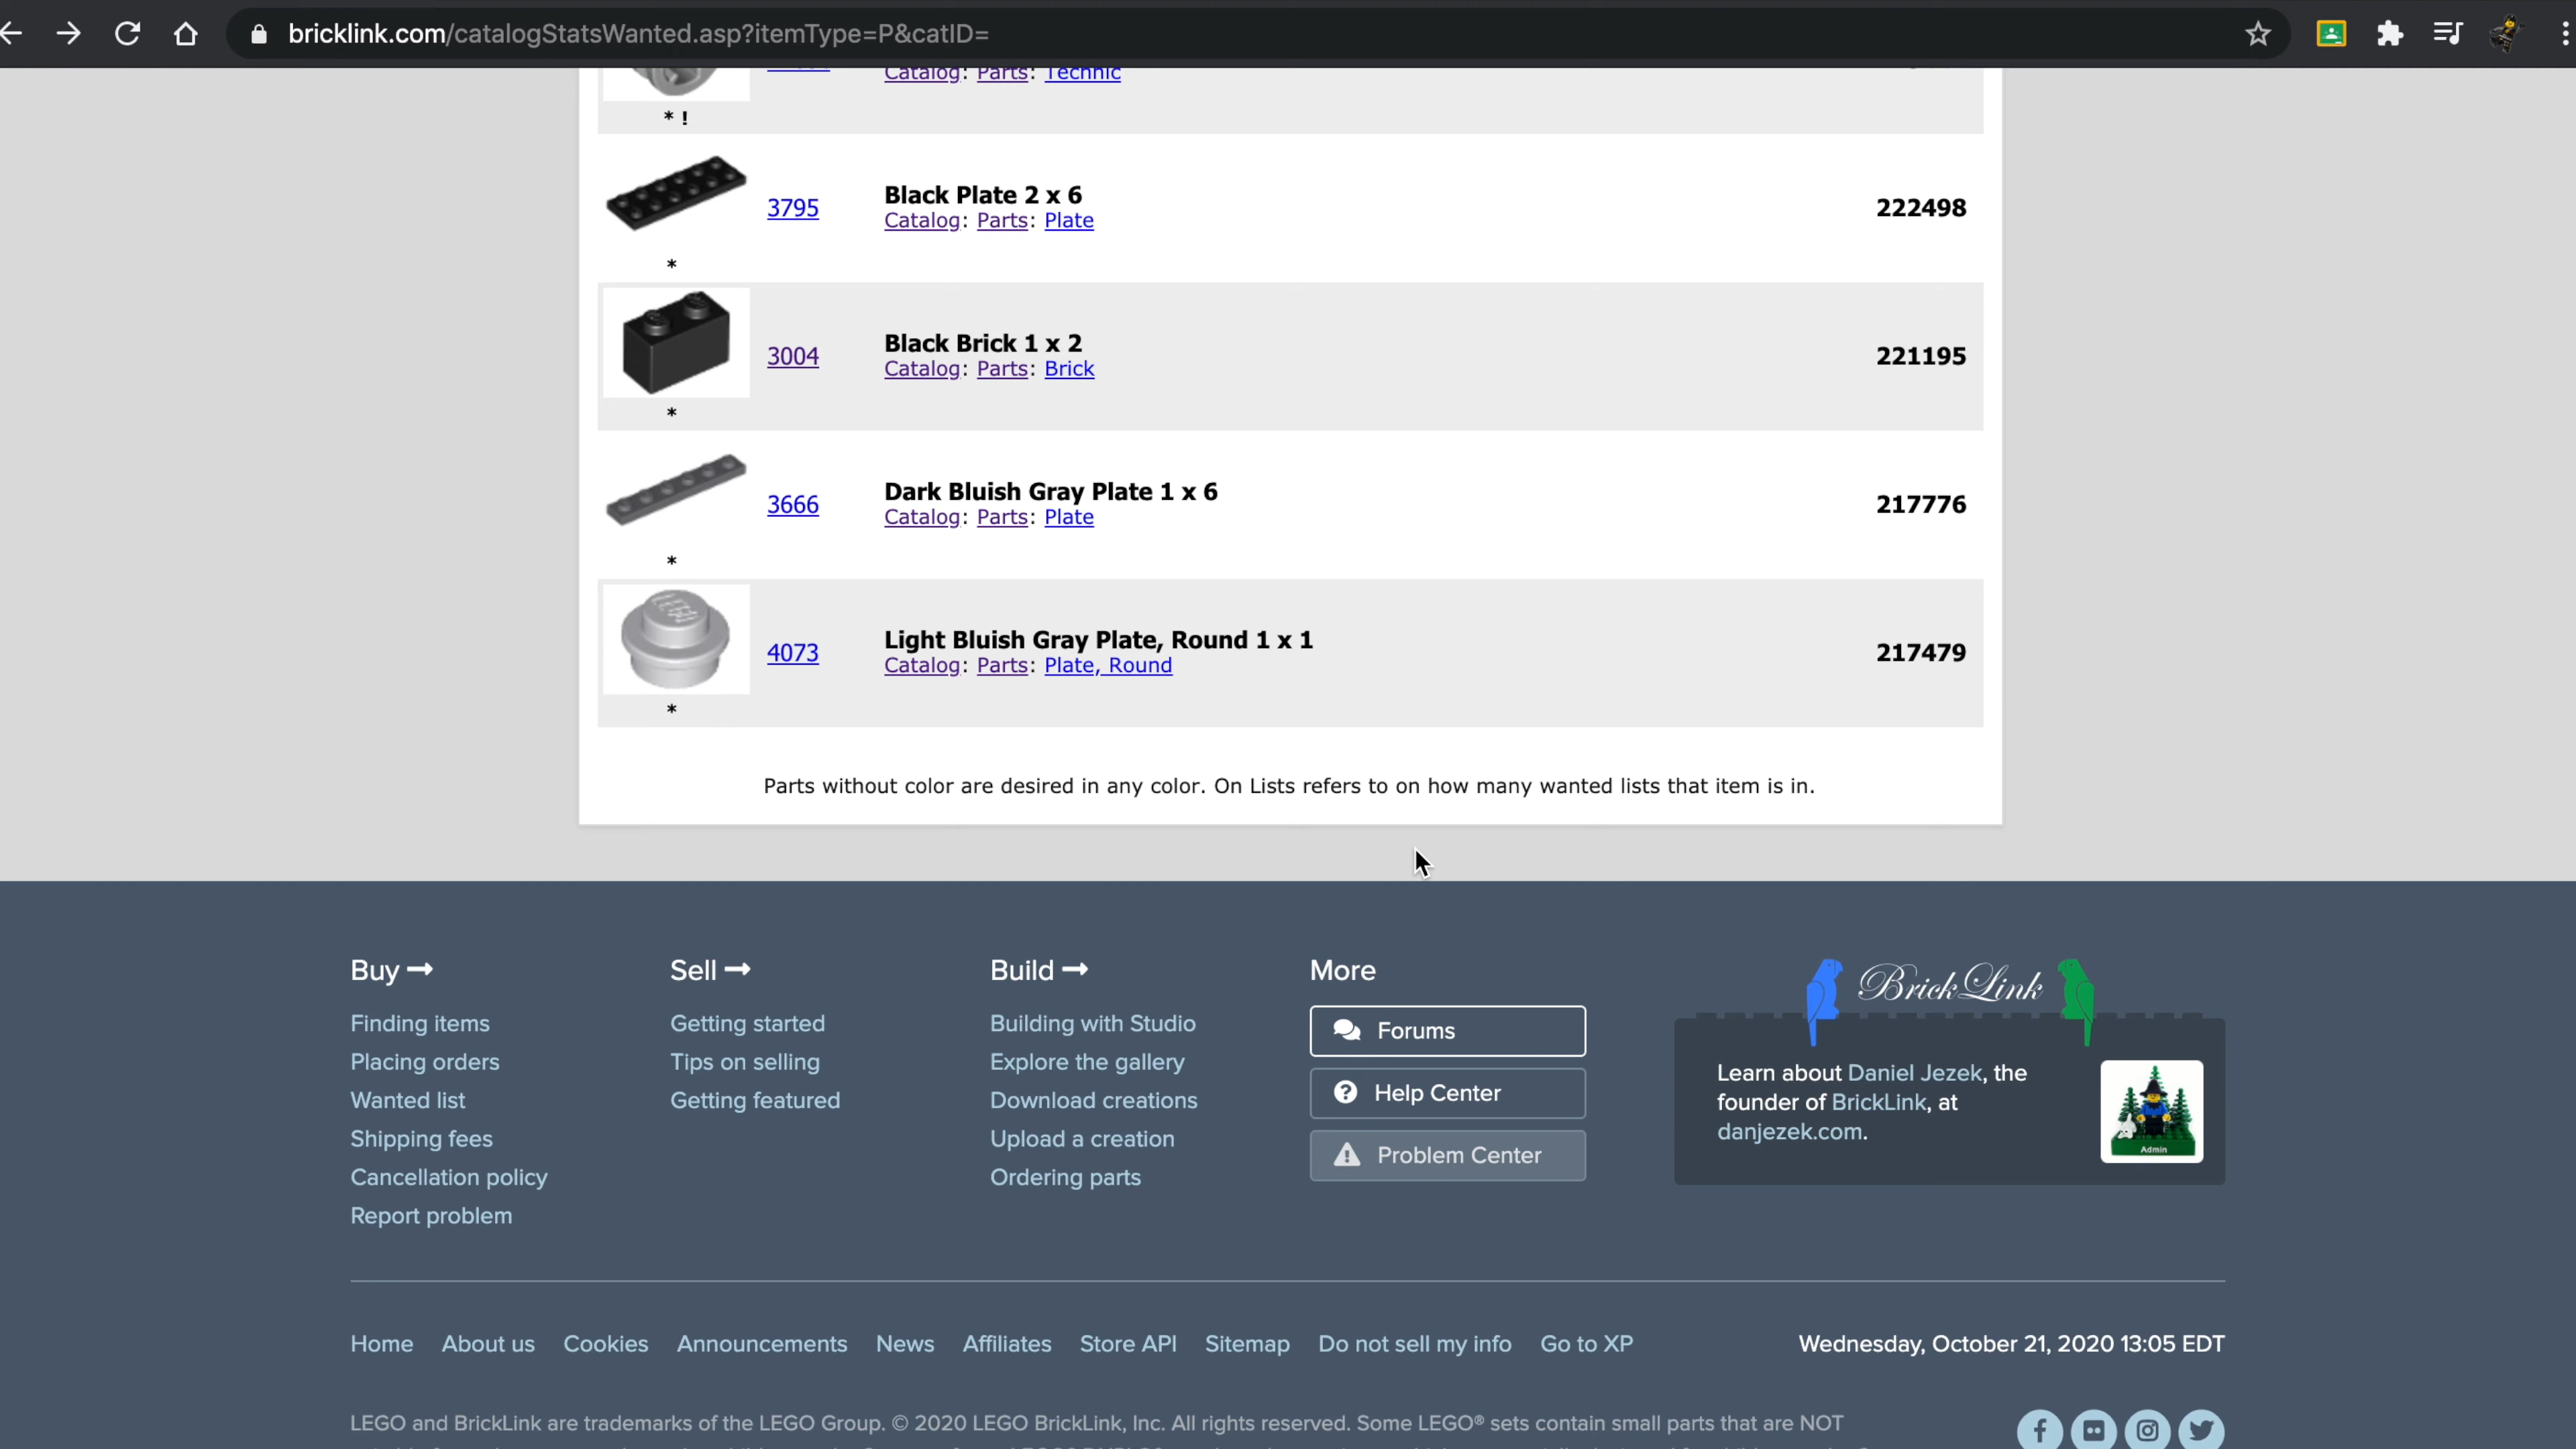 bricklink.com/catalogStatsWanted.asp?itemType=P&catID=
Catalog: Parts: Technic
* !
3795
Black Plate 2 x 6
Catalog: Parts: Plate
222498
*
3004
Black Brick 1 x 2
Catalog: Parts: Brick
221195
*
3666
Dark Bluish Gray Plate 1 x 6
Catalog: Parts: Plate
217776
*
4073
Light Bluish Gray Plate, Round 1 x 1
Catalog: Parts: Plate, Round
217479
*
Parts without color are desired in any color. On Lists refers to on how many wanted lists that item is in.
Buy →
Finding items
Placing orders
Wanted list
Shipping fees
Cancellation policy
Report problem
Sell →
Getting started
Tips on selling
Getting featured
Build →
Building with Studio
Explore the gallery
Download creations
Upload a creation
Ordering parts
More
Forums
Help Center
Problem Center
BrickLink
Learn about Daniel Jezek, the
founder of BrickLink, at
danjezek.com.
Admin
Home About us Cookies Announcements News Affiliates Store API Sitemap Do not sell my info Go to XP
Wednesday, October 21, 2020 13:05 EDT
LEGO and BrickLink are trademarks of the LEGO Group. © 2020 LEGO BrickLink, Inc. All rights reserved. Some LEGO® sets contain small parts that are NOT